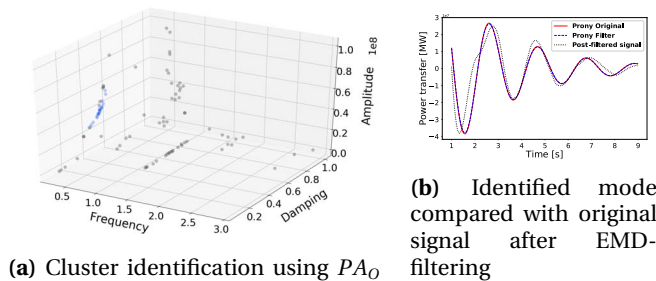 1e8
1.0
0.8
0.6
0.4
0.2
0.0
Amplitude
0.5
1.0
1.5
2.0
2.5
3.0
Frequency
0.2
0.4
0.6
0.8
1.0
Damping
(a) Cluster identification using PA_O
Prony Original
Prony Filter
Post-filtered signal
Power transfer [MW]
3
2
1
0
−1
−2
−3
−4
1 2 3 4 5 6 7 8 9
Time [s]
(b) Identified mode
compared with original
signal after EMD-
filtering